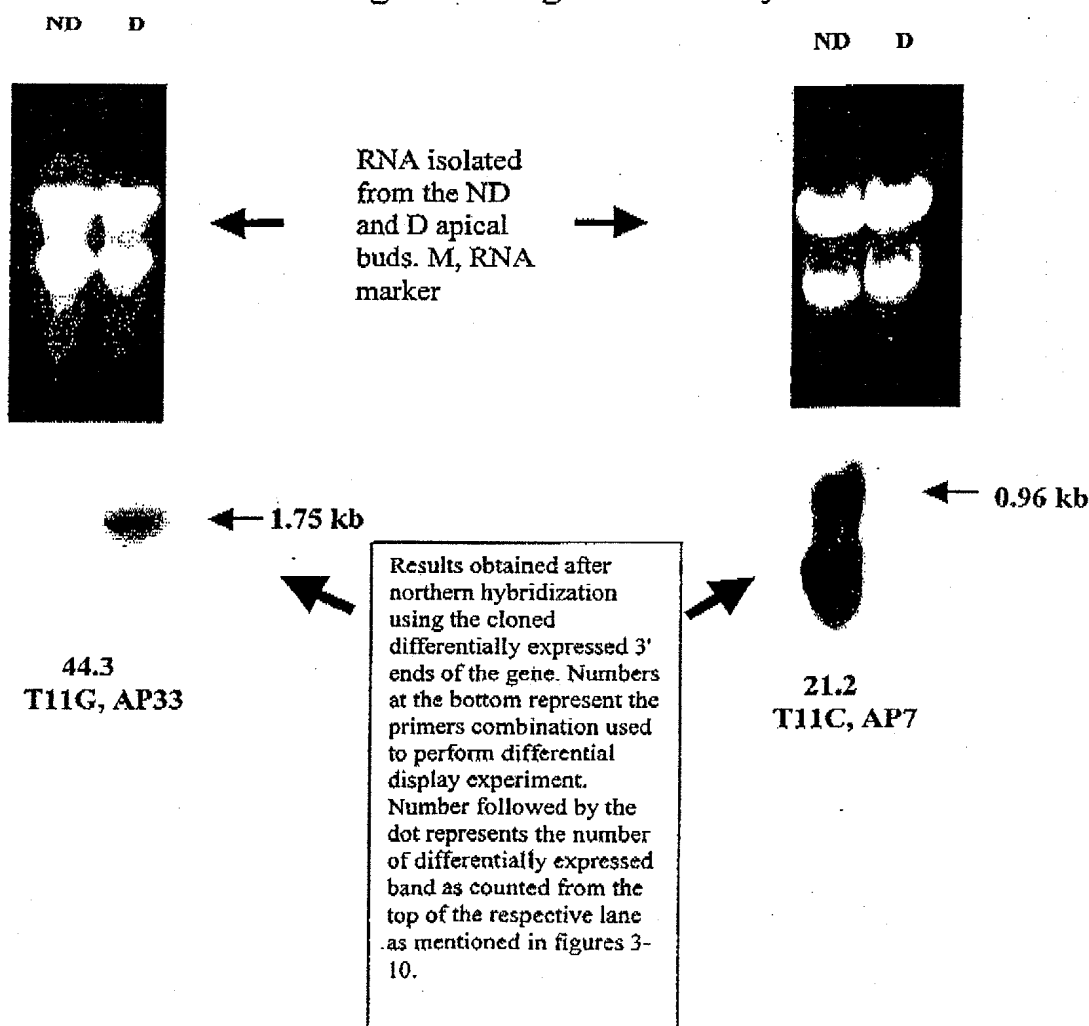 ND D
ND D
RNA isolated
from the ND
and D apical
buds. M, RNA
marker
1.75 kb
0.96 kb
Results obtained after
northern hybridization
using the cloned
differentially expressed 3'
ends of the gene. Numbers
at the bottom represent the
primers combination used
to perform differential
display experiment.
Number followed by the
dot represents the number
of differentially expressed
band as counted from the
top of the respective lane
as mentioned in figures 3-
10.
44.3
T11G, AP33
21.2
T11C, AP7